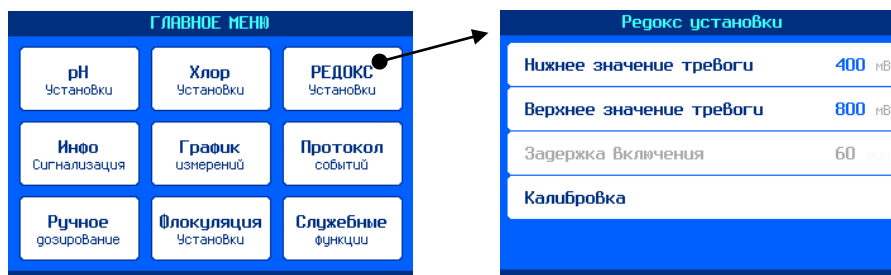 ГЛАВНОЕ МЕНЮ
pH
Установки
Хлор
Установки
РЕДОКС
Установки
Инфо
Сигнализация
График
измерений
Протокол
событий
Ручное
дозирование
Флокуляция
Установки
Служебные
функции
Редокс установки
Нижнее значение тревоги 400 мВ
Верхнее значение тревоги 800 мВ
Задержка Включения 60
Калибровка